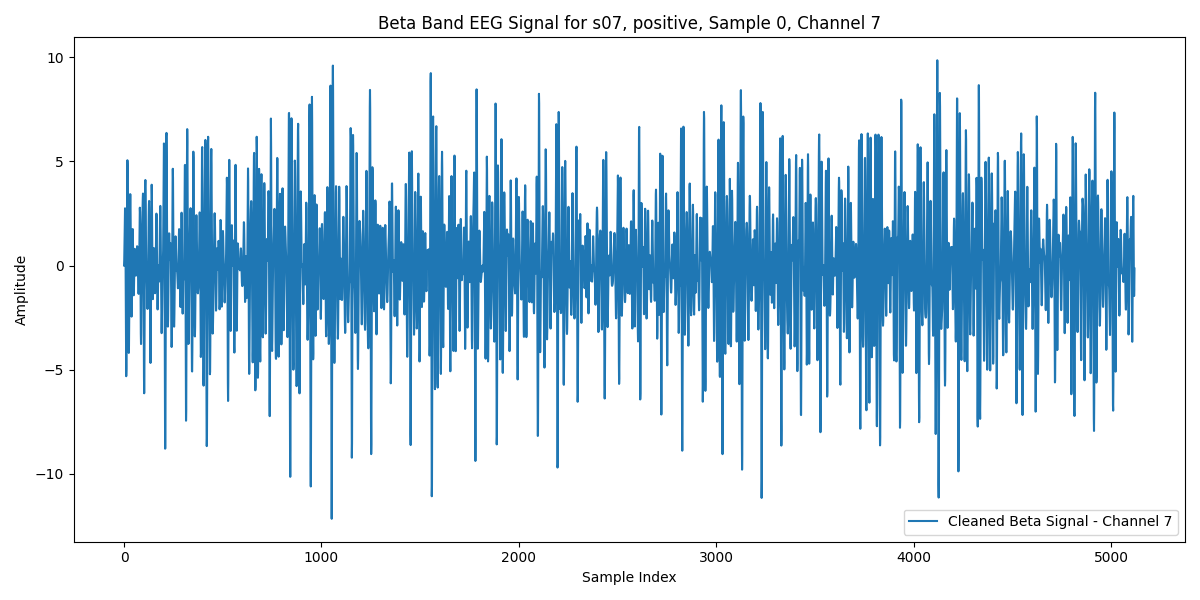 Beta Band EEG Signal for s07, positive, Sample 0, Channel 7
Amplitude
10
5
0
−5
−10
0
1000
2000
3000
4000
5000
Sample Index
Cleaned Beta Signal - Channel 7